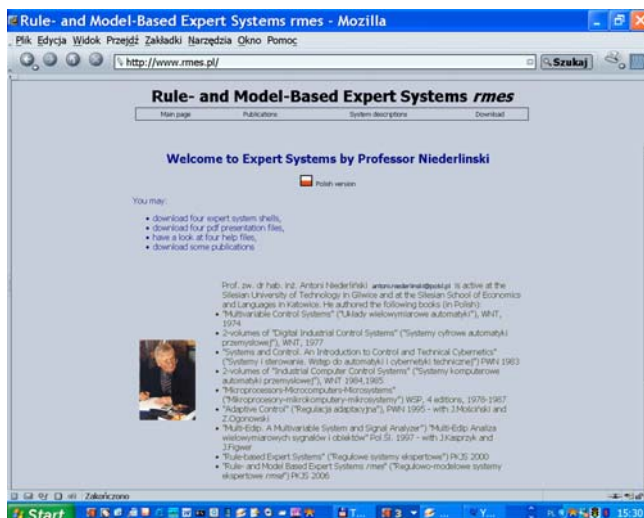 Rule- and Model-Based Expert Systems rmes - Mozilla
Plik Edycja Widok Przejdź Zakładki Narzędzia Okno Pomoc
http://www.rmes.pl/ Szukaj
Rule- and Model-Based Expert Systems rmes
Main page Publications System descriptions Download
Welcome to Expert Systems by Professor Niederlinski
Polish version
You may:
• download four expert system shells,
• download four pdf presentation files,
• have a look at four help files,
• download some publications
Prof. zw. dr hab. inż. Antoni Niederliński is active at the
Silesian University of Technology in Gliwice and at the Silesian School of Economics
and Languages in Katowice. He authored the following books (in Polish):
• "Multivariable Control Systems" ("Układy wielowymiarowe automatyki"), WNT,
1974
• 2-volumes of "Digital Industrial Control Systems" ("Systemy cyfrowe automatyki
przemysłowej"), WNT, 1977
• "Systems and Control. An Introduction to Control and Technical Cybernetics"
("Systemy i sterowanie. Wstęp do automatyki i cybernetyki technicznej") PWN 1983
• 2-volumes of "Industrial Computer Control Systems" ("Systemy komputerowe
automatyki przemysłowej"), WNT 1984,1985
• "Microprocessors-Microcomputers-Microsystems"
("Mikroprocesory-mikrokomputery-mikrosystemy") WSP, 4 editions, 1978-1987
• "Adaptive Control" ("Regulacja adaptacyjna"), PWN 1995 - with J.Mościński and
Z.Ogonowski
• "Multi-Edip. A Multivariable System and Signal Analyzer") "Multi-Edip Analiza
wielowymiarowych sygnałów i obiektów" Pol.Śl. 1997 - with J.Kasprzyk and
J.Figwer
• "Rule-based Expert Systems" ("Regułowe systemy ekspertowe") PKJS 2000
• "Rule- and Model Based Expert Systems rmes" ("Regułowo-modelowe systemy
ekspertowe rmse") PKJS 2006
Zakończono
Start T... 3 Y... PL 15:30